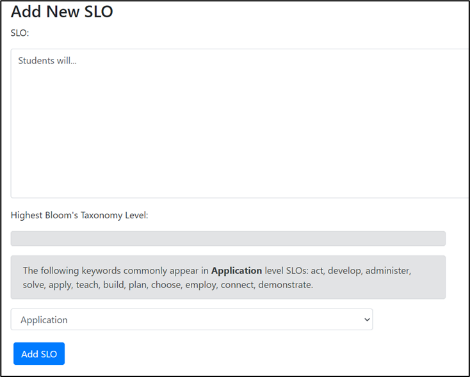 Add New SLO
SLO:
Students will...
Highest Bloom's Taxonomy Level:
The following keywords commonly appear in Application level SLOs: act, develop, administer,
solve, apply, teach, build, plan, choose, employ, connect, demonstrate.
Application
Add SLO